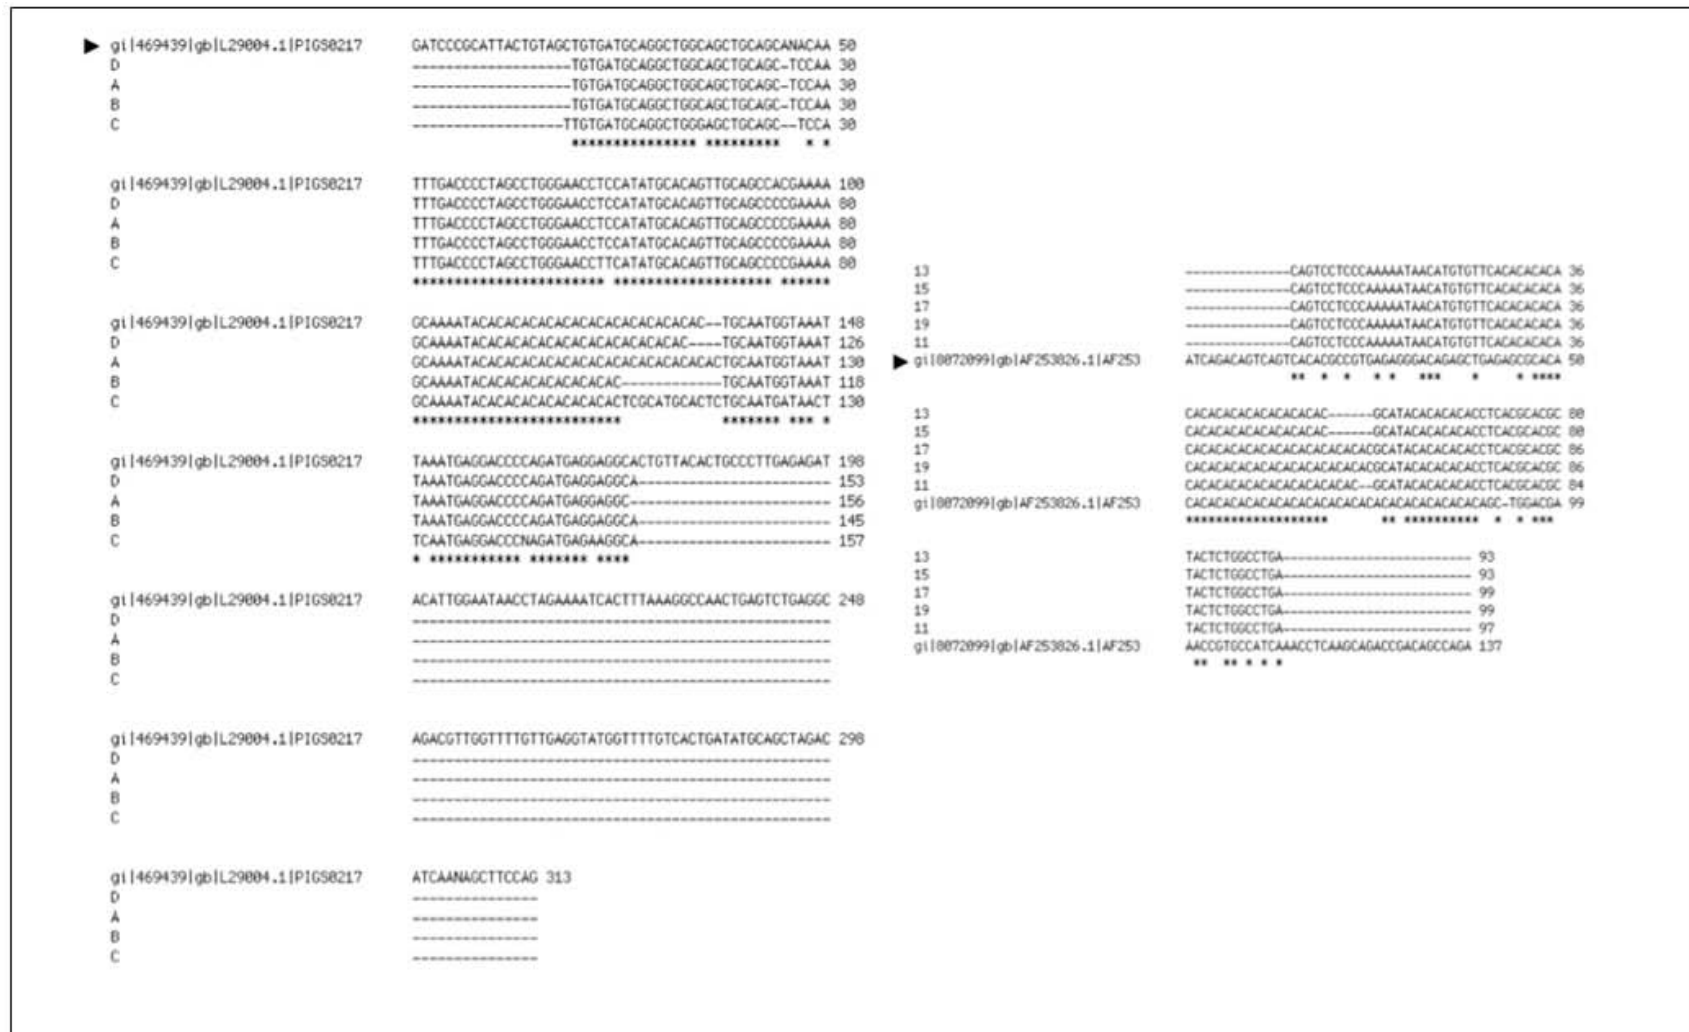 ▶ gi|469439|gb|L29004.1|PIGS0217 GATCCCGCATTACTGTAGCTGTGATGCAGGCTGGCAGCTGCAGCANACAA 50
D -------------------TGTGATGCAGGCTGGCAGCTGCAGC-TCCAA 30
A -------------------TGTGATGCAGGCTGGCAGCTGCAGC-TCCAA 30
B -------------------TGTGATGCAGGCTGGCAGCTGCAGC-TCCAA 30
C ------------------TTGTGATGCAGGCTGGGAGCTGCAGC--TCCA 30
*************** *********   * *
gi|469439|gb|L29004.1|PIGS0217 TTTGACCCCTAGCCTGGGAACCTCCATATGCACAGTTGCAGCCACGAAAA 100
D TTTGACCCCTAGCCTGGGAACCTCCATATGCACAGTTGCAGCCCCGAAAA 80
A TTTGACCCCTAGCCTGGGAACCTCCATATGCACAGTTGCAGCCCCGAAAA 80
B TTTGACCCCTAGCCTGGGAACCTCCATATGCACAGTTGCAGCCCCGAAAA 80
C TTTGACCCCTAGCCTGGGAACCTTCATATGCACAGTTGCAGCCCCGAAAA 80
*********************** ******************* ******
gi|469439|gb|L29004.1|PIGS0217 GCAAAATACACACACACACACACACACACACACAC--TGCAATGGTAAAT 148
D GCAAAATACACACACACACACACACACACACAC----TGCAATGGTAAAT 126
A GCAAAATACACACACACACACACACACACACACACACTGCAATGGTAAAT 130
B GCAAAATACACACACACACACACAC------------TGCAATGGTAAAT 118
C GCAAAATACACACACACACACACACTCGCATGCACTCTGCAATGATAACT 130
*************************            ******* *** *
gi|469439|gb|L29004.1|PIGS0217 TAAATGAGGACCCCAGATGAGGAGGCACTGTTACACTGCCCTTGAGAGAT 198
D TAAATGAGGACCCCAGATGAGGAGGCA----------------------- 153
A TAAATGAGGACCCCAGATGAGGAGGC------------------------ 156
B TAAATGAGGACCCCAGATGAGGAGGCA----------------------- 145
C TCAATGAGGACCCNAGATGAGAAGGCA----------------------- 157
* *********** ******* ****
gi|469439|gb|L29004.1|PIGS0217 ACATTGGAATAACCTAGAAAATCACTTTAAAGGCCAACTGAGTCTGAGGC 248
D --------------------------------------------------
A --------------------------------------------------
B --------------------------------------------------
C --------------------------------------------------
gi|469439|gb|L29004.1|PIGS0217 AGACGTTGGTTTTGTTGAGGTATGGTTTTGTCACTGATATGCAGCTAGAC 298
D --------------------------------------------------
A --------------------------------------------------
B --------------------------------------------------
C --------------------------------------------------
gi|469439|gb|L29004.1|PIGS0217 ATCAANAGCTTCCAG 313
D ---------------
A ---------------
B ---------------
C ---------------
13 --------------CAGTCCTCCCAAAAATAACATGTGTTCACACACACA 36
15 --------------CAGTCCTCCCAAAAATAACATGTGTTCACACACACA 36
17 --------------CAGTCCTCCCAAAAATAACATGTGTTCACACACACA 36
19 --------------CAGTCCTCCCAAAAATAACATGTGTTCACACACACA 36
11 --------------CAGTCCTCCCAAAAATAACATGTGTTCACACACACA 36
▶ gi|8072099|gb|AF253826.1|AF253 ATCAGACAGTCAGTCACACGCCGTGAGAGGGACAGAGCTGAGAGCGCACA 50
**  *  *   * *   ***    *     * ****
13 CACACACACACACACACAC------GCATACACACACACCTCACGCACGC 80
15 CACACACACACACACACAC------GCATACACACACACCTCACGCACGC 80
17 CACACACACACACACACACACACACGCATACACACACACCTCACGCACGC 86
19 CACACACACACACACACACACACACGCATACACACACACCTCACGCACGC 86
11 CACACACACACACACACACACAC--GCATACACACACACCTCACGCACGC 84
gi|8072099|gb|AF253826.1|AF253 CACACACACACACACACACACACACACACACACACACACAGC-TGGACGA 99
*******************       ** **********  *  * ***
13 TACTCTGGCCTGA------------------------- 93
15 TACTCTGGCCTGA------------------------- 93
17 TACTCTGGCCTGA------------------------- 99
19 TACTCTGGCCTGA------------------------- 99
11 TACTCTGGCCTGA------------------------- 97
gi|8072099|gb|AF253826.1|AF253 AACCGTGCCATCAAACCTCAAGCAGACCGACAGCCAGA 137
**  ** * * *